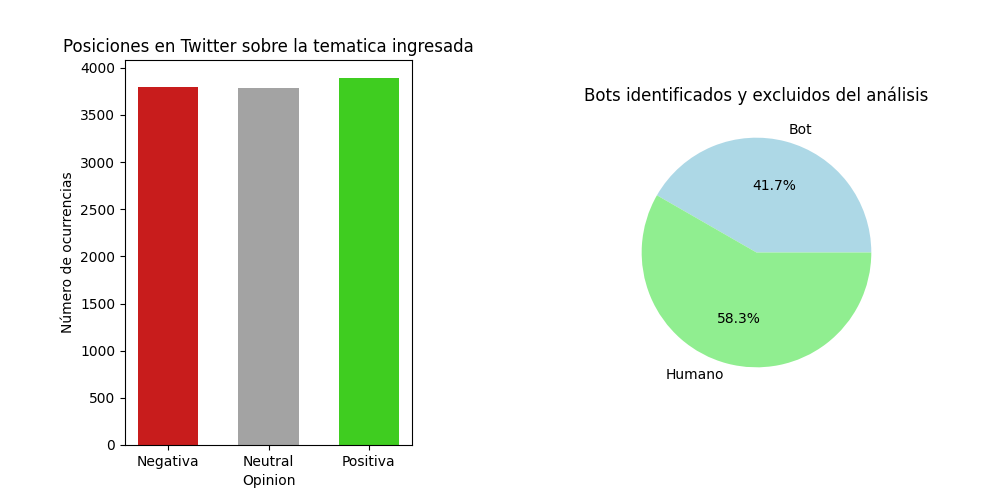 Posiciones en Twitter sobre la tematica ingresada
4000
3500
3000
2500
2000
1500
1000
500
0
Número de ocurrencias
Negativa
Neutral
Positiva
Opinion
Bots identificados y excluidos del análisis
Bot
41.7%
58.3%
Humano